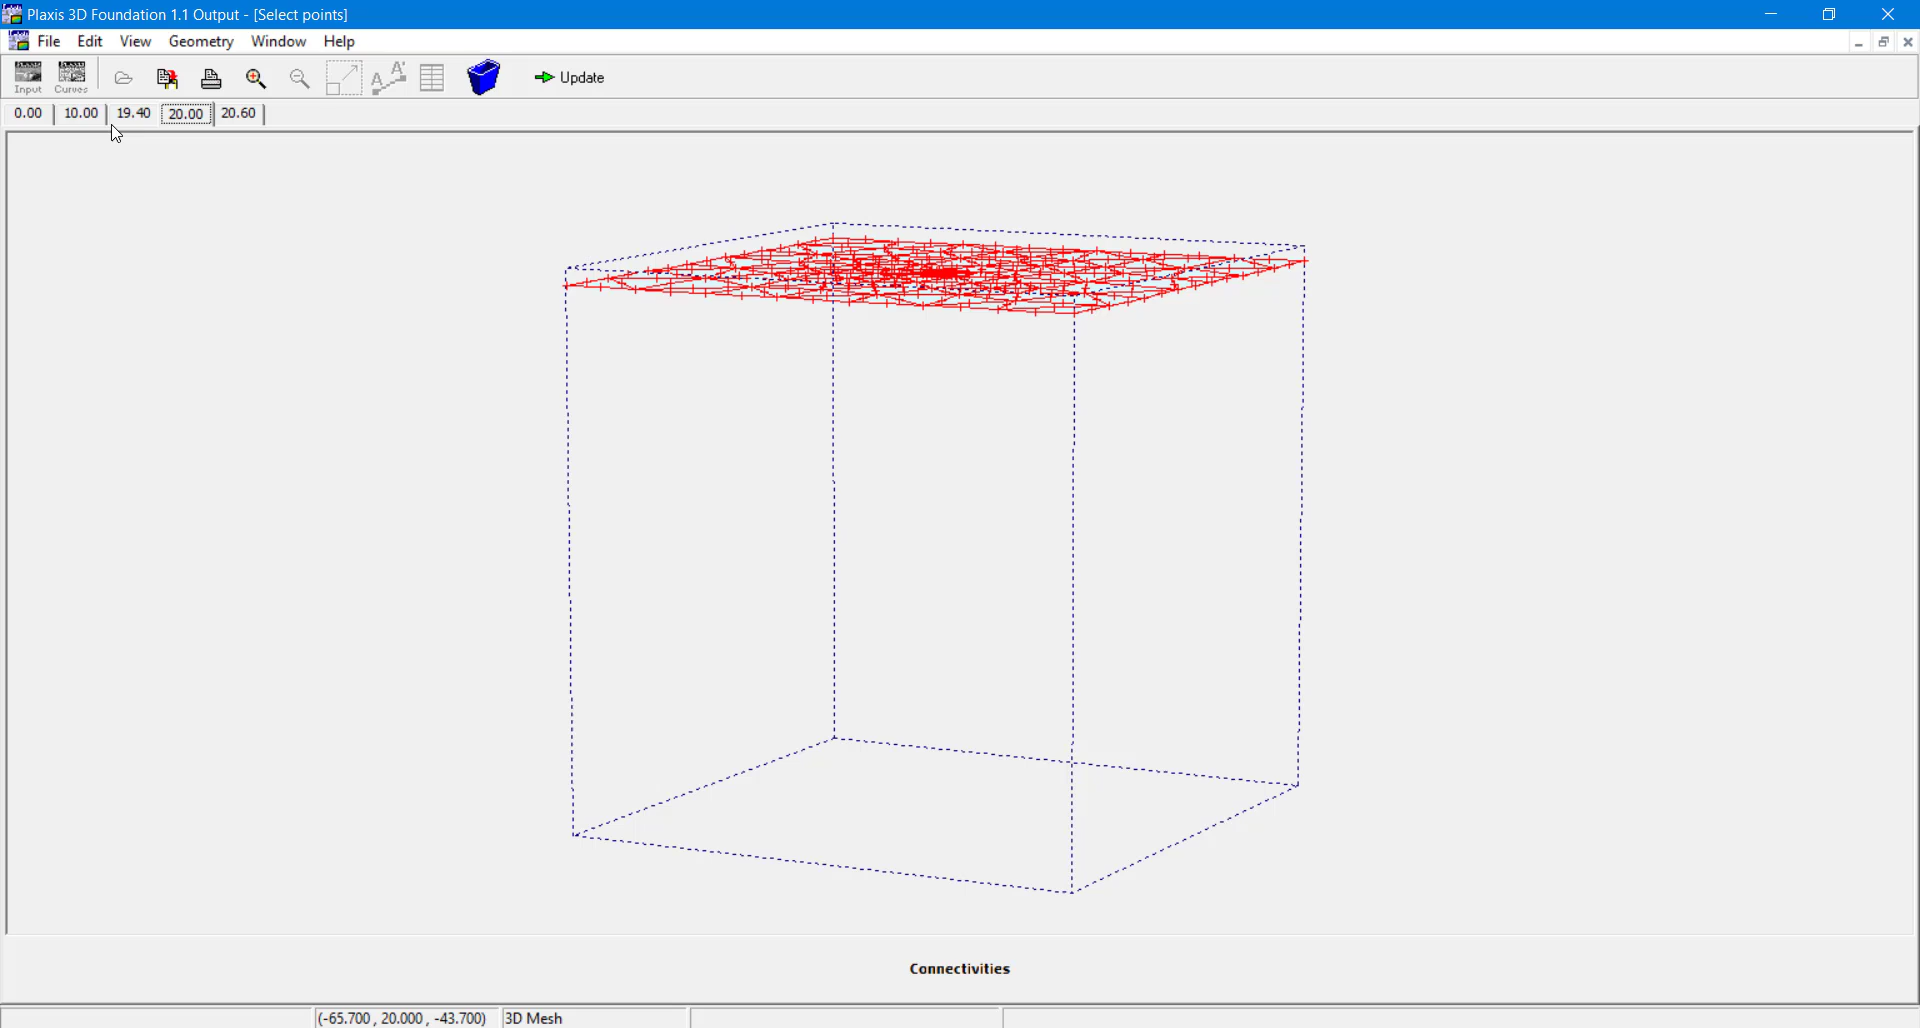 Plaxis 3D Foundation 1.1 Output - [Select points]
File Edit View Geometry Window Help
Input Curves Update
0.00 10.00 19.40 20.00 20.60
Connectivities
(-65.700 , 20.000 , -43.700) 3D Mesh